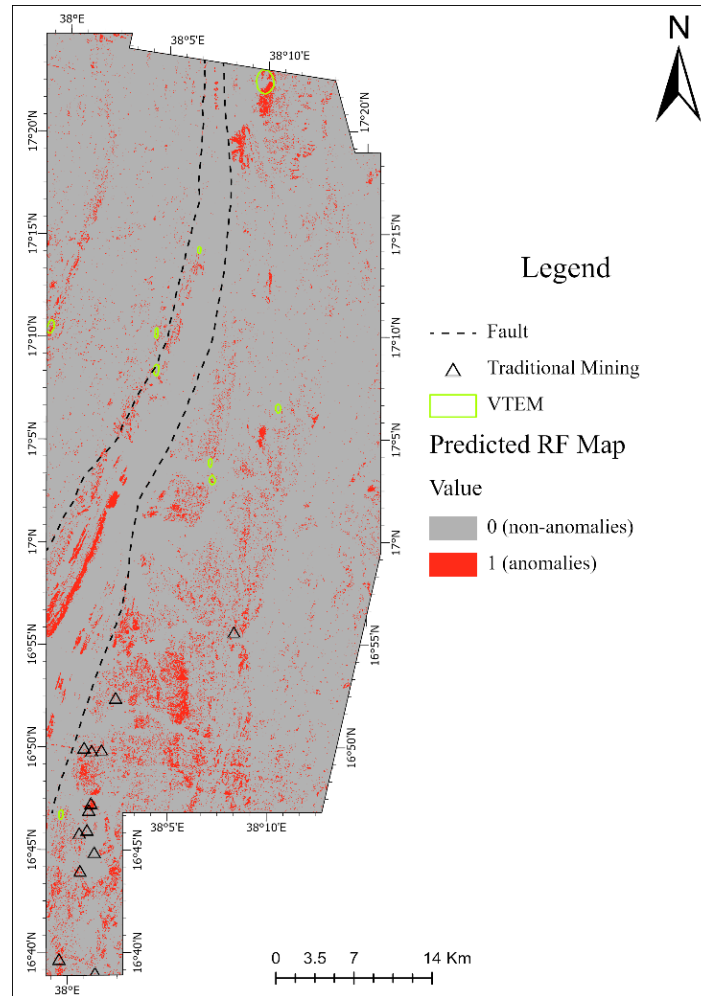 38°E
38°5'E
38°10'E
N
17°20'N
17°20'N
17°15'N
17°15'N
Legend
17°10'N
17°10'N
Fault
Traditional Mining
VTEM
17°5'N
17°5'N
Predicted RF Map
Value
0 (non-anomalies)
1 (anomalies)
17°N
17°N
16°55'N
16°55'N
16°50'N
16°50'N
38°5'E
38°10'E
16°45'N
16°45'N
16°40'N
16°40'N
0 3.5 7 14 Km
38°E